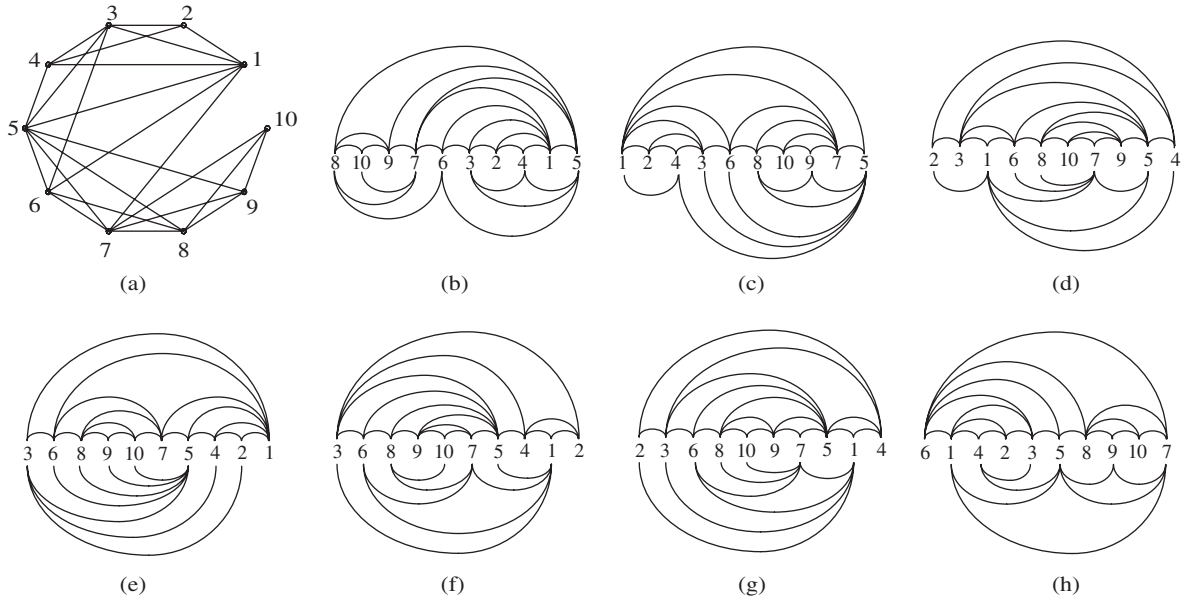 3 2
4 1
5 10
6 9
7 8
(a)
8 10 9 7 6 3 2 4 1 5
(b)
1 2 4 3 6 8 10 9 7 5
(c)
2 3 1 6 8 10 7 9 5 4
(d)
3 6 8 9 10 7 5 4 2 1
(e)
3 6 8 9 10 7 5 4 1 2
(f)
2 3 6 8 10 9 7 5 1 4
(g)
6 1 4 2 3 5 8 9 10 7
(h)